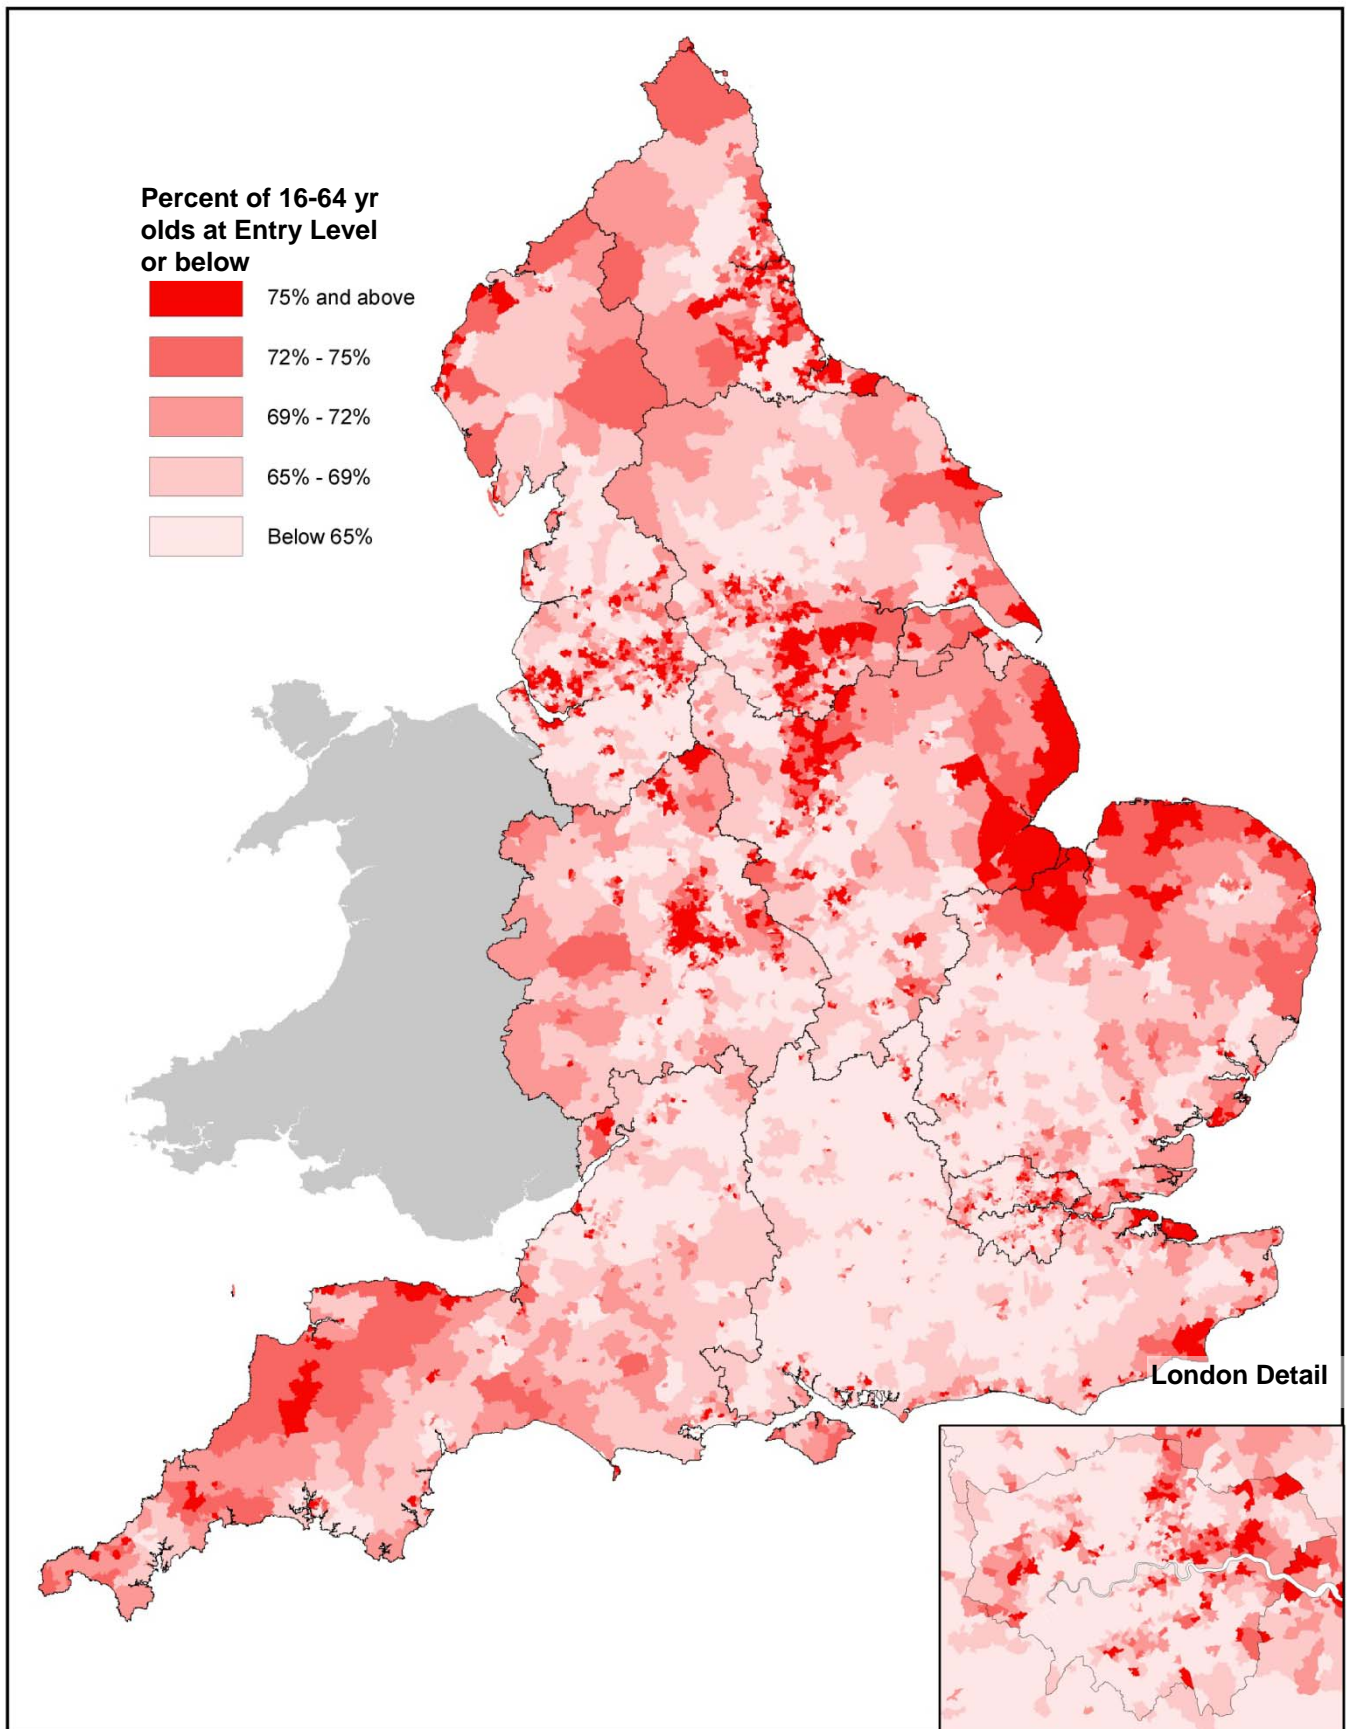 Percent of 16-64 yr
olds at Entry Level
or below
75% and above
72% - 75%
69% - 72%
65% - 69%
Below 65%
London Detail